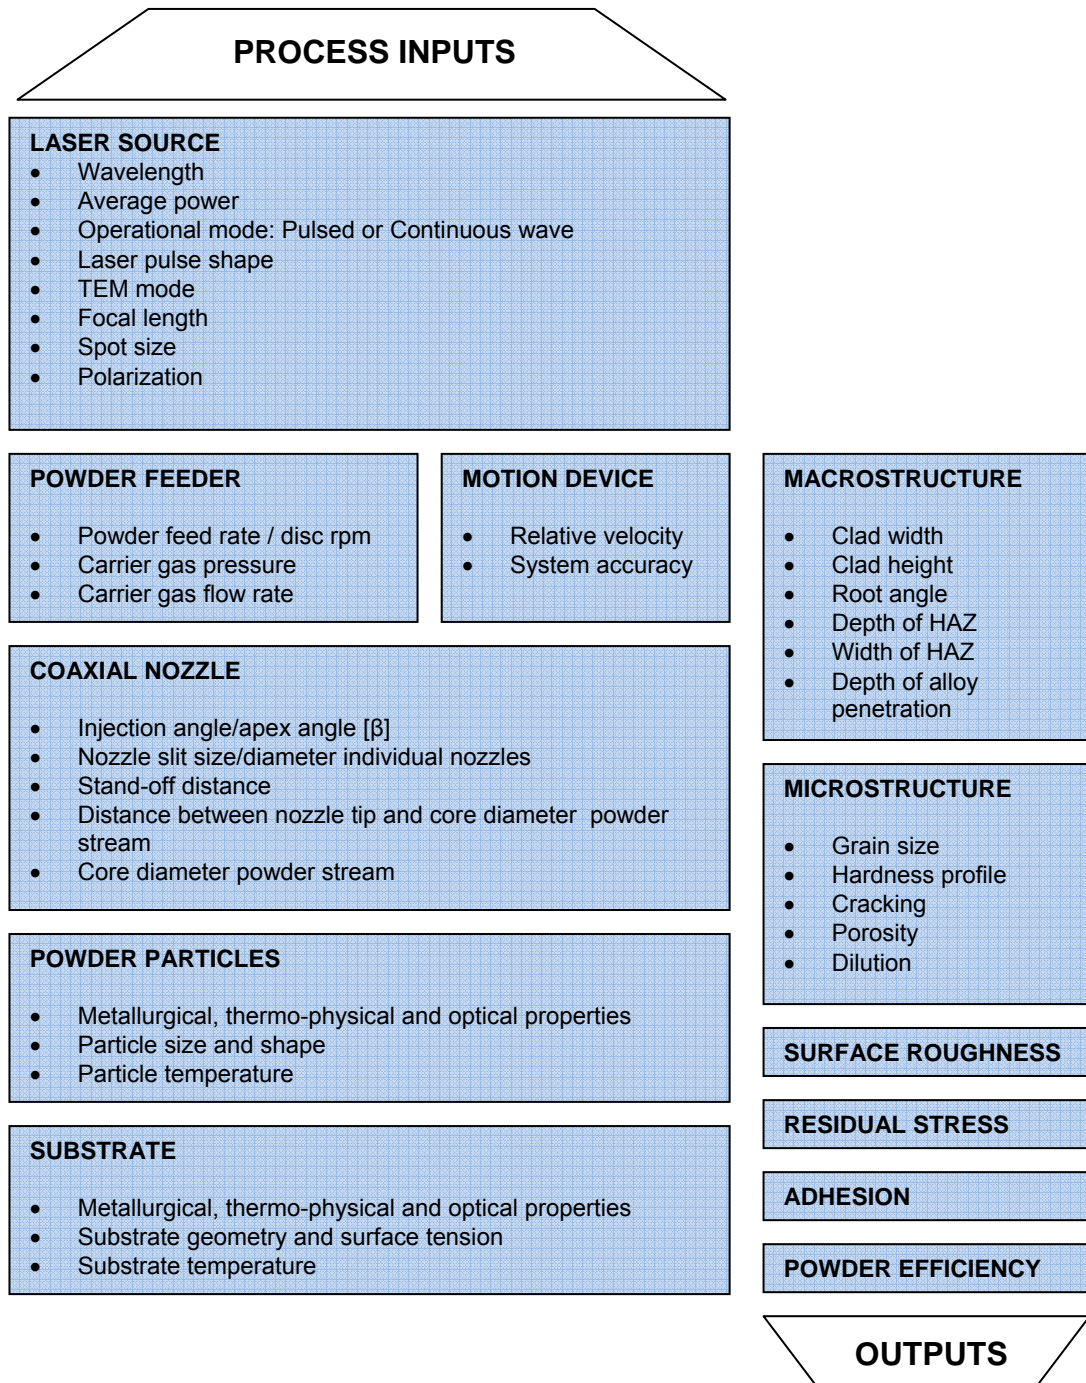 PROCESS INPUTS
LASER SOURCE
• Wavelength
• Average power
• Operational mode: Pulsed or Continuous wave
• Laser pulse shape
• TEM mode
• Focal length
• Spot size
• Polarization
POWDER FEEDER
• Powder feed rate / disc rpm
• Carrier gas pressure
• Carrier gas flow rate
MOTION DEVICE
• Relative velocity
• System accuracy
COAXIAL NOZZLE
• Injection angle/apex angle [β]
• Nozzle slit size/diameter individual nozzles
• Stand-off distance
• Distance between nozzle tip and core diameter powder
stream
• Core diameter powder stream
POWDER PARTICLES
• Metallurgical, thermo-physical and optical properties
• Particle size and shape
• Particle temperature
SUBSTRATE
• Metallurgical, thermo-physical and optical properties
• Substrate geometry and surface tension
• Substrate temperature
MACROSTRUCTURE
• Clad width
• Clad height
• Root angle
• Depth of HAZ
• Width of HAZ
• Depth of alloy
penetration
MICROSTRUCTURE
• Grain size
• Hardness profile
• Cracking
• Porosity
• Dilution
SURFACE ROUGHNESS
RESIDUAL STRESS
ADHESION
POWDER EFFICIENCY
OUTPUTS